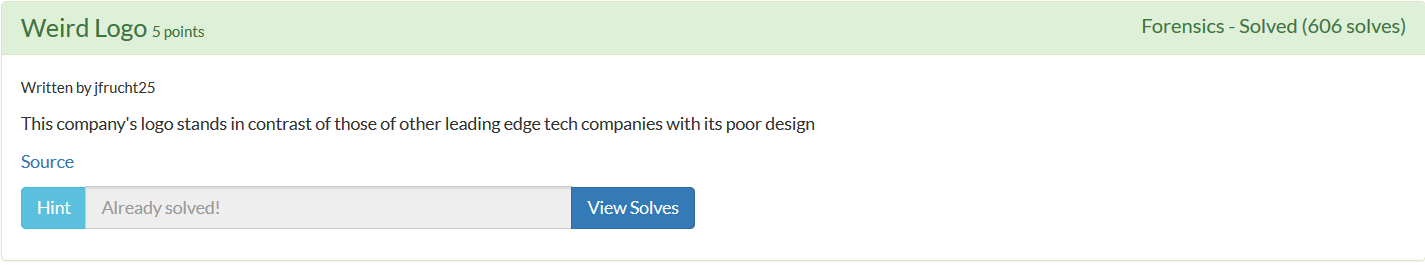 Weird Logo 5 points
Forensics - Solved (606 solves)
Written by jfrucht25
This company's logo stands in contrast of those of other leading edge tech companies with its poor design
Source
Hint Already solved! View Solves